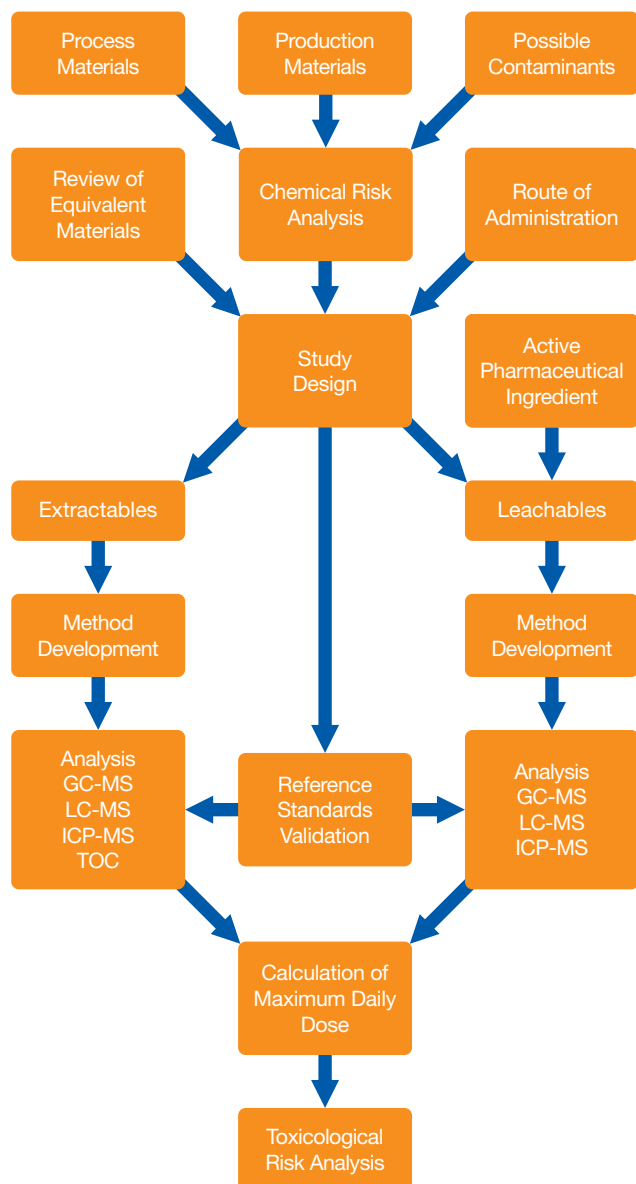 Process
Materials
Production
Materials
Possible
Contaminants
Review of
Equivalent
Materials
Chemical Risk
Analysis
Route of
Administration
Study
Design
Active
Pharmaceutical
Ingredient
Extractables
Leachables
Method
Development
Method
Development
Analysis
GC-MS
LC-MS
ICP-MS
TOC
Reference
Standards
Validation
Analysis
GC-MS
LC-MS
ICP-MS
Calculation of
Maximum Daily
Dose
Toxicological
Risk Analysis